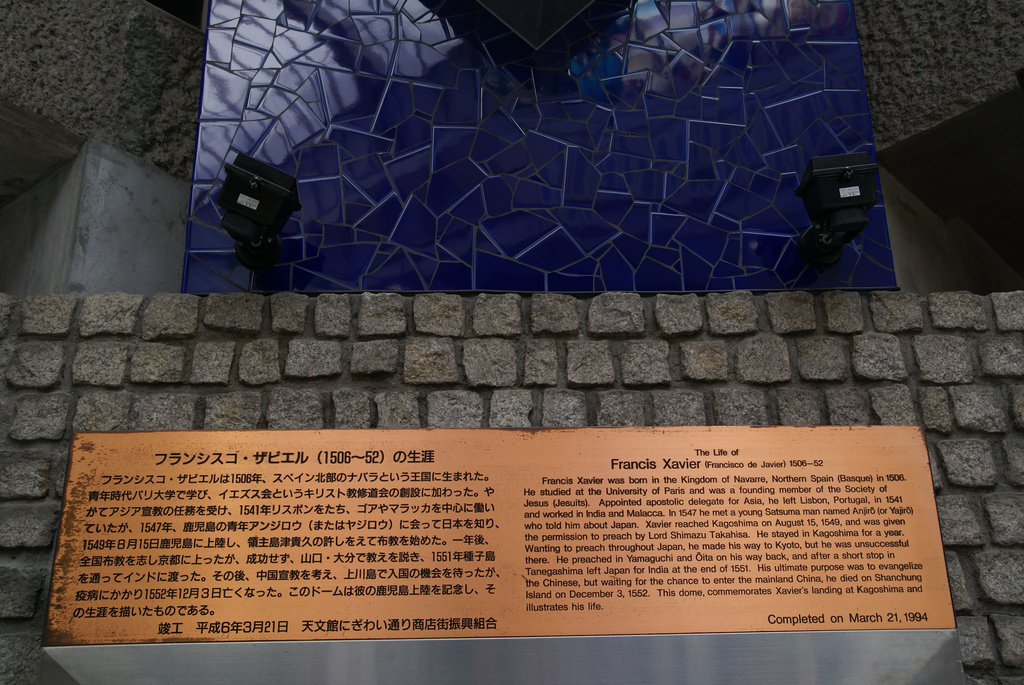 フランシスゴ・ザビエル（1506～52）の生涯
フランシスゴ・ザビエルは1506年、スペイン北部のナバラという王国に生まれた。
青年時代パリ大学で学び、イエズス会というキリスト教修道会の創設に加わった。や
がてアジア宣教の任務を受け、1541年リスボンをたち、ゴアやマラッカを中心に働い
ていたが、1547年、鹿児島の青年アンジロウ（またはヤジロウ）に会って日本を知り、
1549年8月15日鹿児島に上陸し、領主島津貴久の許しをえて布教を始めた。一年後、
全国布教を志し京都に上ったが、成功せず、山口・大分で教えを説き、1551年種子島
を通ってインドに渡った。その後、中国宣教を考え、上川島で入国の機会を待ったが、
疫病にかかり1552年12月3日亡くなった。このドームは彼の鹿児島上陸を記念し、そ
の生涯を描いたものである。
竣工　平成6年3月21日　天文館にぎわい通り商店街振興組合
The Life of
Francis Xavier (Francisco de Javier) 1506–52
Francis Xavier was born in the Kingdom of Navarre, Northern Spain (Basque) in 1506.
He studied at the University of Paris and was a founding member of the Society of
Jesus (Jesuits). Appointed apostolic delegate for Asia, he left Lisbon, Portugal, in 1541
and worked in India and Malacca. In 1547 he met a young Satsuma man named Anjirō (or Yajirō)
who told him about Japan. Xavier reached Kagoshima on August 15, 1549, and was given
the permission to preach by Lord Shimazu Takahisa. He stayed in Kagoshima for a year.
Wanting to preach throughout Japan, he made his way to Kyoto, but he was unsuccessful
there. He preached in Yamaguchi and Ōita on his way back, and after a short stop in
Tanegashima left Japan for India at the end of 1551. His ultimate purpose was to evangelize
the Chinese, but waiting for the chance to enter the mainland China, he died on Shanchung
Island on December 3, 1552. This dome, commemorates Xavier's landing at Kagoshima and
illustrates his life.
Completed on March 21, 1994